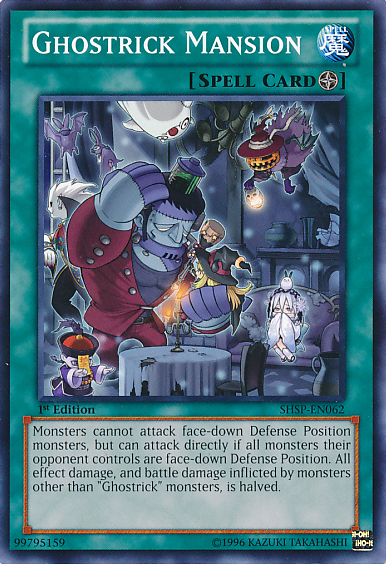 Ghostrick Mansion
SPELL
魔
[Spell Card]
1st Edition
SHSP-EN062
Monsters cannot attack face-down Defense Position
monsters, but can attack directly if all monsters their
opponent controls are face-down Defense Position. All
effect damage, and battle damage inflicted by monsters
other than "Ghostrick" monsters, is halved.
99795159
©1996 KAZUKI TAKAHASHI